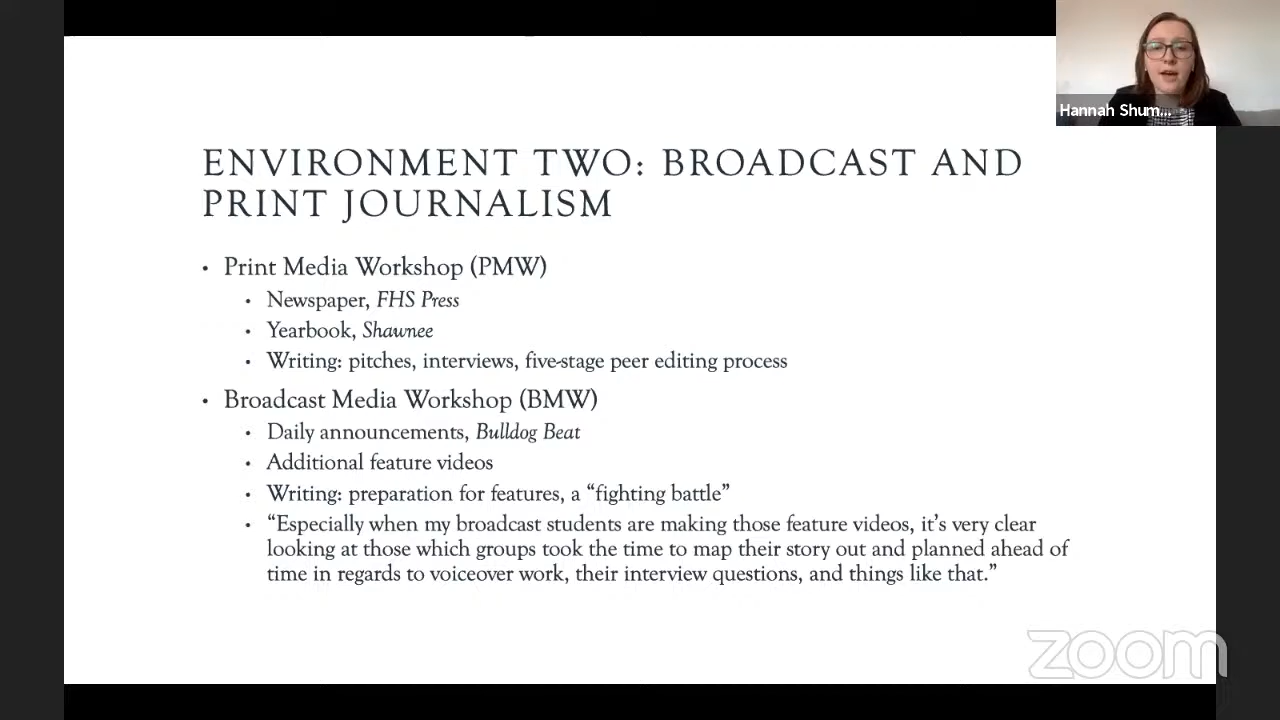 Hannah Shum...
ENVIRONMENT TWO: BROADCAST AND
PRINT JOURNALISM
• Print Media Workshop (PMW)
• Newspaper, FHS Press
• Yearbook, Shawnee
• Writing: pitches, interviews, five-stage peer editing process
• Broadcast Media Workshop (BMW)
• Daily announcements, Bulldog Beat
• Additional feature videos
• Writing: preparation for features, a “fighting battle”
• “Especially when my broadcast students are making those feature videos, it’s very clear
looking at those which groups took the time to map their story out and planned ahead of
time in regards to voiceover work, their interview questions, and things like that.”
zoom